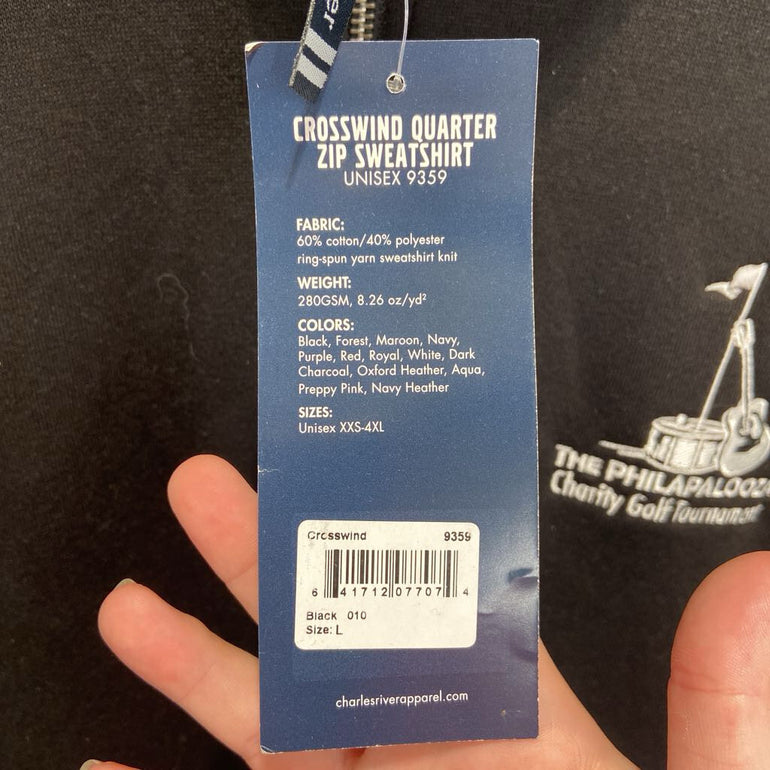 CROSSWIND QUARTER
ZIP SWEATSHIRT
UNISEX 9359
FABRIC:
60% cotton/40% polyester
ring-spun yarn sweatshirt knit
WEIGHT:
280GSM, 8.26 oz/yd²
COLORS:
Black, Forest, Maroon, Navy,
Purple, Red, Royal, White, Dark
Charcoal, Oxford Heather, Aqua,
Preppy Pink, Navy Heather
SIZES:
Unisex XXS-4XL
Crosswind 9359
6 41712 07707 4
Black 010
Size: L
charlesriverapparel.com
THE PHILAPALOOZA
Charity Golf Tournament